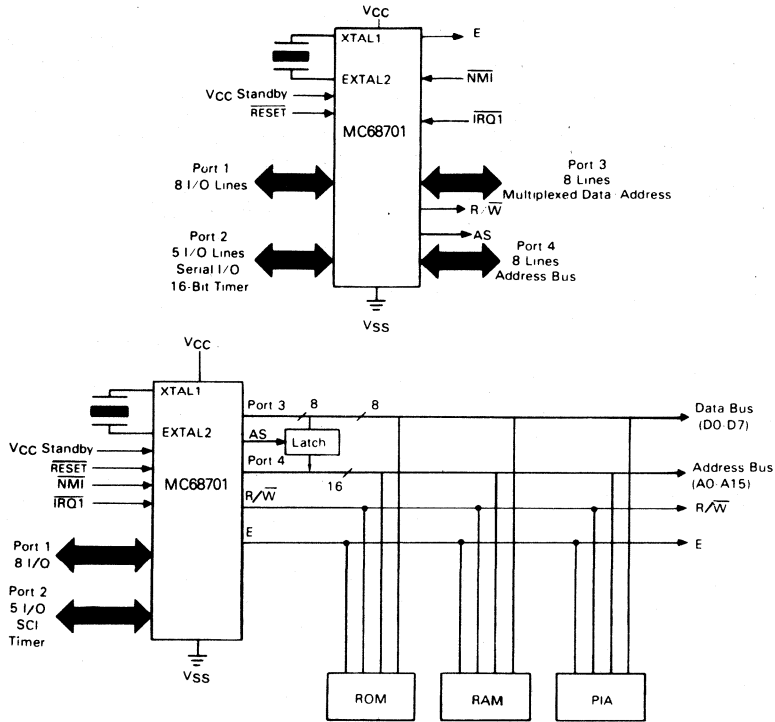 VCC
XTAL1
E
EXTAL2
NMI
VCC Standby
RESET
IRQ1
MC68701
Port 1
8 I/O Lines
Port 3
8 Lines
Multiplexed Data Address
R/W
AS
Port 2
5 I/O Lines
Serial I/O
16-Bit Timer
Port 4
8 Lines
Address Bus
VSS
VCC
XTAL1
Port 3
8
8
Data Bus
(D0-D7)
EXTAL2
AS
Latch
VCC Standby
RESET
NMI
IRQ1
MC68701
Port 4
16
Address Bus
(A0-A15)
R/W
R/W
E
E
Port 1
8 I/O
Port 2
5 I/O
SCI
Timer
VSS
ROM
RAM
PIA